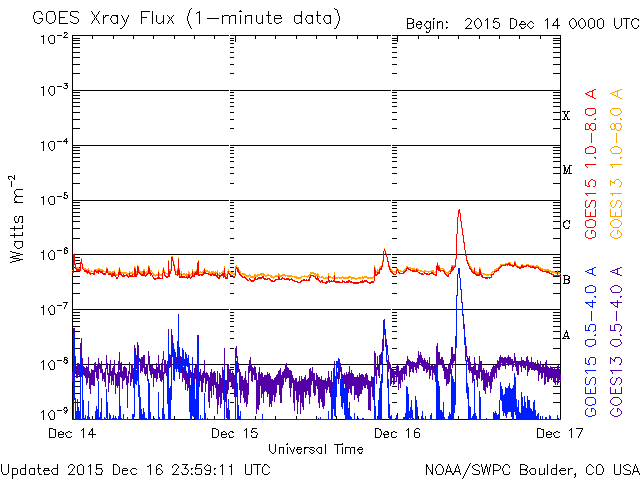 GOES Xray Flux (1-minute data)
Begin: 2015 Dec 14 0000 UTC
10⁻²
10⁻³
10⁻⁴
10⁻⁵
10⁻⁶
10⁻⁷
10⁻⁸
10⁻⁹
Watts m⁻²
X
M
C
B
A
GOES15 1.0-8.0 A
GOES13 1.0-8.0 A
GOES15 0.5-4.0 A
GOES13 0.5-4.0 A
Dec 14
Dec 15
Dec 16
Dec 17
Universal Time
Updated 2015 Dec 16 23:59:11 UTC
NOAA/SWPC Boulder, CO USA